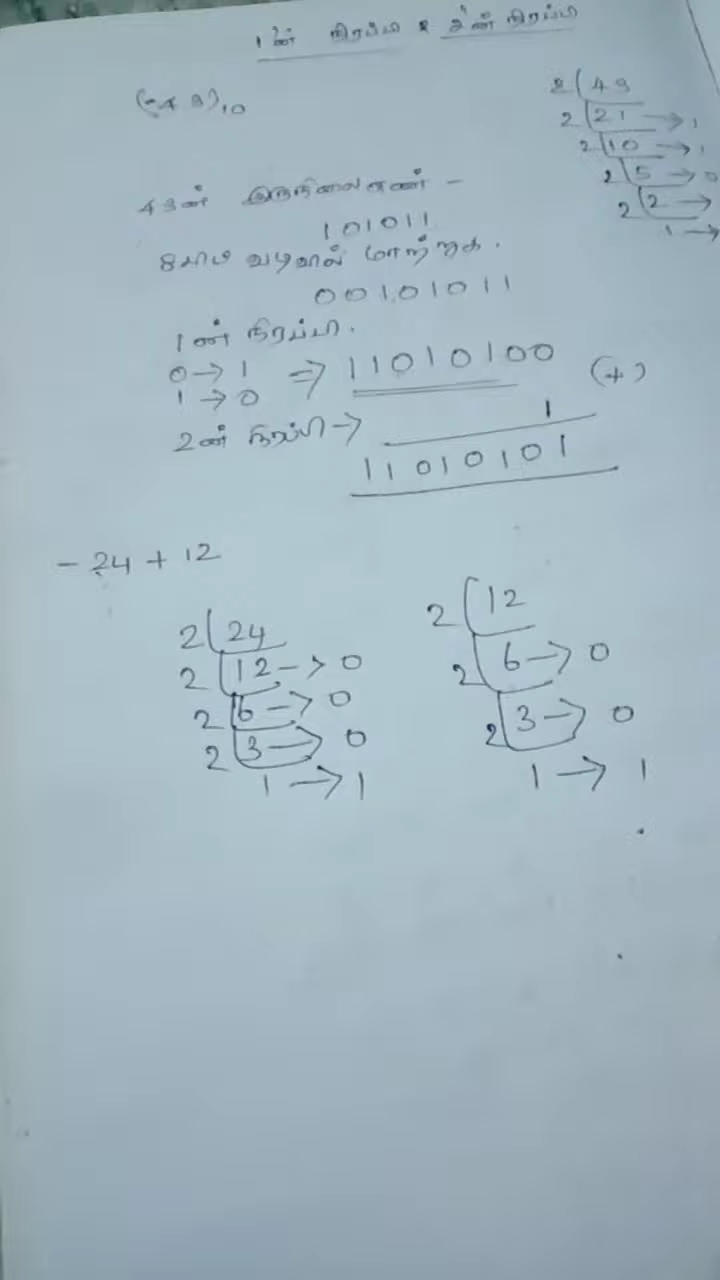 1ன் நிரப்பி & 2ன் நிரப்பி
(-43)10
2 43
2 21 → 1
2 10 → 1
2 5 → 0
2 2 →
1 →
43ன் இருநிலை எண் -
101011
8 பிட் வடிவில் மாற்றுக.
00101011
1ன் நிரப்பி.
0 → 1
1 → 0
⇒ 11010100 (+)
2ன் நிரப்பி → 1
11010101
- 24 + 12
2 24
2 12 → 0
2 6 → 0
2 3 → 0
1 → 1
2 12
2 6 → 0
2 3 → 0
1 → 1